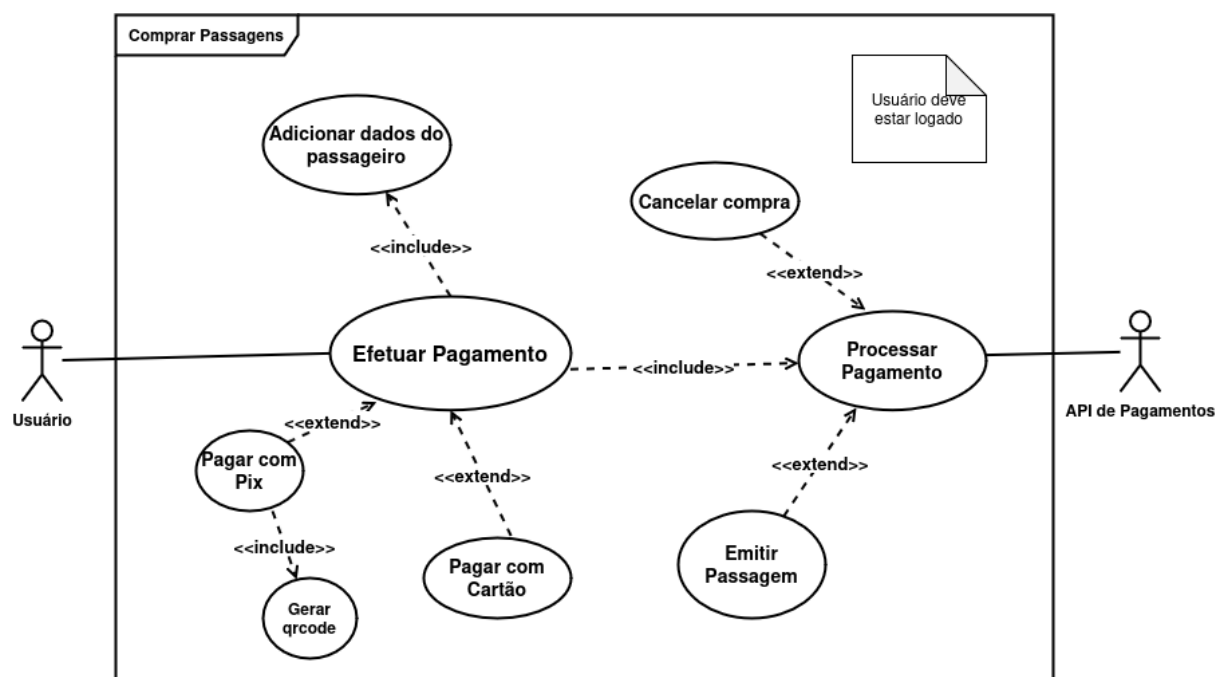 Comprar Passagens
Usuário deve
estar logado
Adicionar dados do
passageiro
Cancelar compra
<<include>>
<<extend>>
Efetuar Pagamento
Processar
Pagamento
<<include>>
Usuário
API de Pagamentos
<<extend>>
Pagar com
Pix
<<extend>>
<<extend>>
<<include>>
Pagar com
Cartão
Emitir
Passagem
Gerar
qrcode